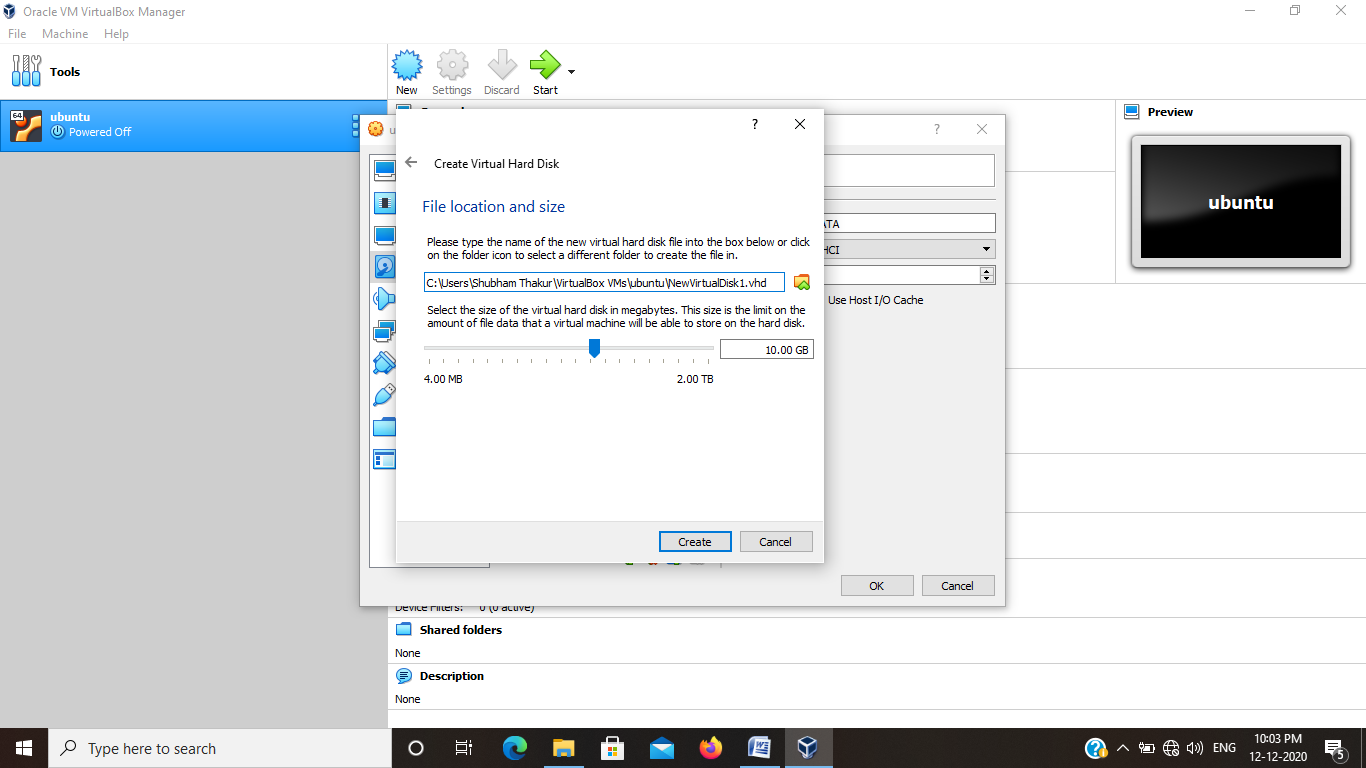 Oracle VM VirtualBox Manager
File Machine Help
Tools
New
Settings
Discard
Start
64
ubuntu
Powered Off
Preview
ubuntu
?
?
Create Virtual Hard Disk
File location and size
Please type the name of the new virtual hard disk file into the box below or click
on the folder icon to select a different folder to create the file in.
C:\Users\Shubham Thakur\VirtualBox VMs\ubuntu\NewVirtualDisk1.vhd
Select the size of the virtual hard disk in megabytes. This size is the limit on the
amount of file data that a virtual machine will be able to store on the hard disk.
10.00 GB
4.00 MB
2.00 TB
Create
Cancel
ATA
HCI
Use Host I/O Cache
OK
Cancel
Device Filters: 0 (0 active)
Shared folders
None
Description
None
Type here to search
ENG
10:03 PM
12-12-2020
5